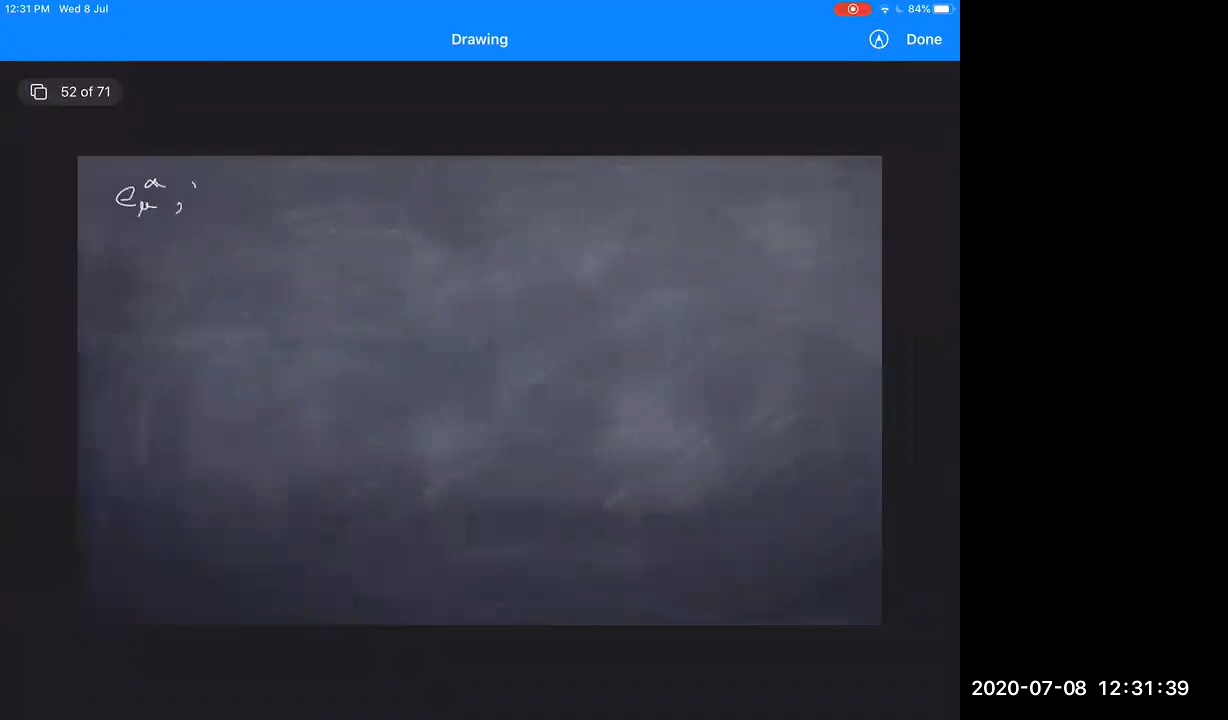 12:31 PM Wed 8 Jul 84%
Drawing Done
52 of 71
e_μ^α ;
2020-07-08 12:31:39